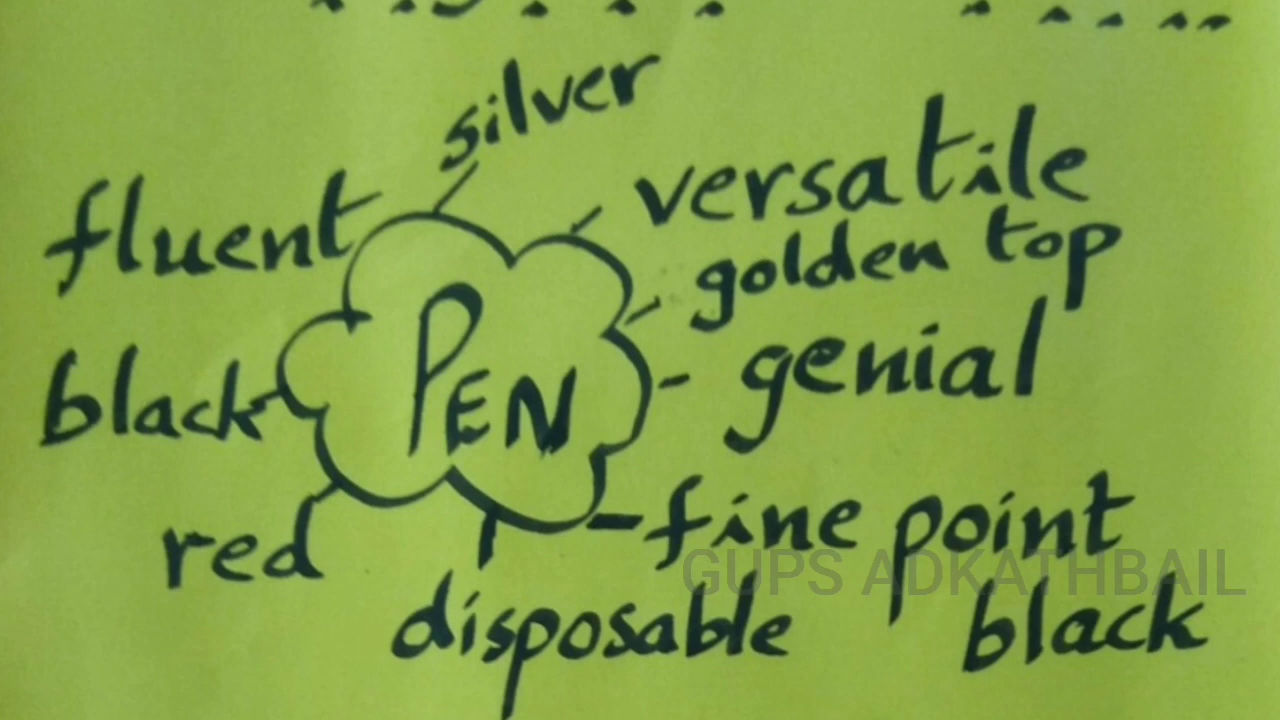 silver
versatile
fluent
golden top
PEN
genial
black
fine point
red
GUPS ADKATHBAIL
disposable
black